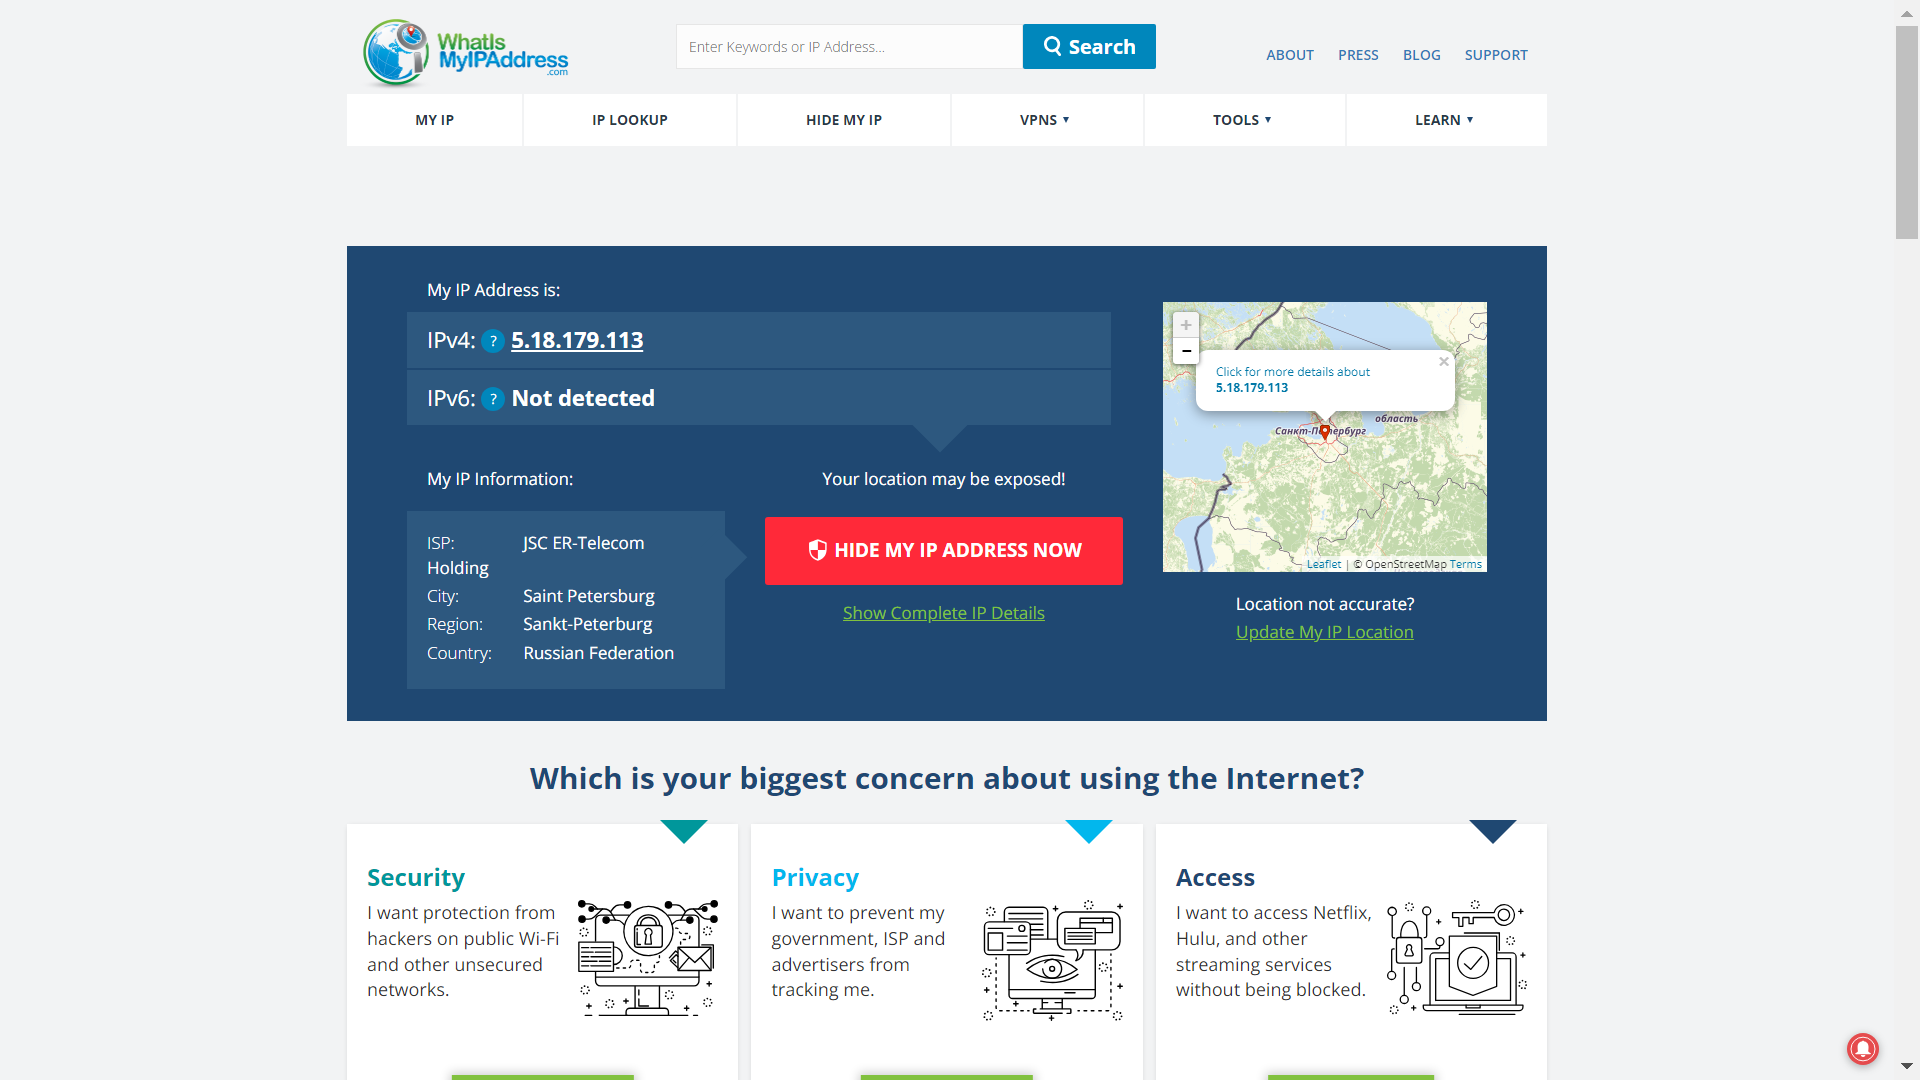 WhatIs
MyIPAddress
.com
Enter Keywords or IP Address...
Search
ABOUT
PRESS
BLOG
SUPPORT
MY IP
IP LOOKUP
HIDE MY IP
VPNS ▼
TOOLS ▼
LEARN ▼
My IP Address is:
IPv4: ? 5.18.179.113
IPv6: ? Not detected
My IP Information:
ISP: JSC ER-Telecom
Holding
City: Saint Petersburg
Region: Sankt-Peterburg
Country: Russian Federation
Your location may be exposed!
HIDE MY IP ADDRESS NOW
Show Complete IP Details
+
−
Click for more details about
5.18.179.113
×
область
Leaflet | © OpenStreetMap Terms
Location not accurate?
Update My IP Location
Which is your biggest concern about using the Internet?
Security
I want protection from
hackers on public Wi-Fi
and other unsecured
networks.
Privacy
I want to prevent my
government, ISP and
advertisers from
tracking me.
Access
I want to access Netflix,
Hulu, and other
streaming services
without being blocked.